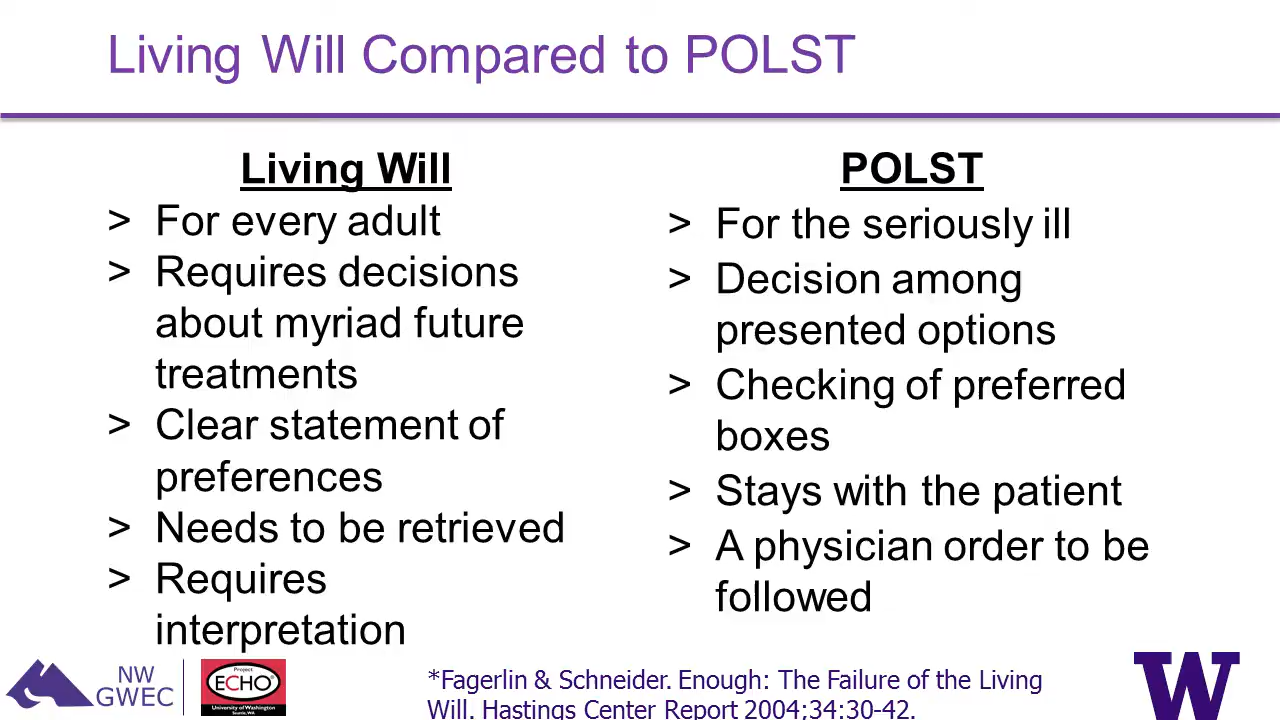 Living Will Compared to POLST
Living Will
> For every adult
> Requires decisions
about myriad future
treatments
> Clear statement of
preferences
> Needs to be retrieved
> Requires
interpretation
POLST
> For the seriously ill
> Decision among
presented options
> Checking of preferred
boxes
> Stays with the patient
> A physician order to be
followed
NW
GWEC
Project
ECHO
University of Washington
Seattle, WA
*Fagerlin & Schneider. Enough: The Failure of the Living
Will. Hastings Center Report 2004;34:30-42.
W